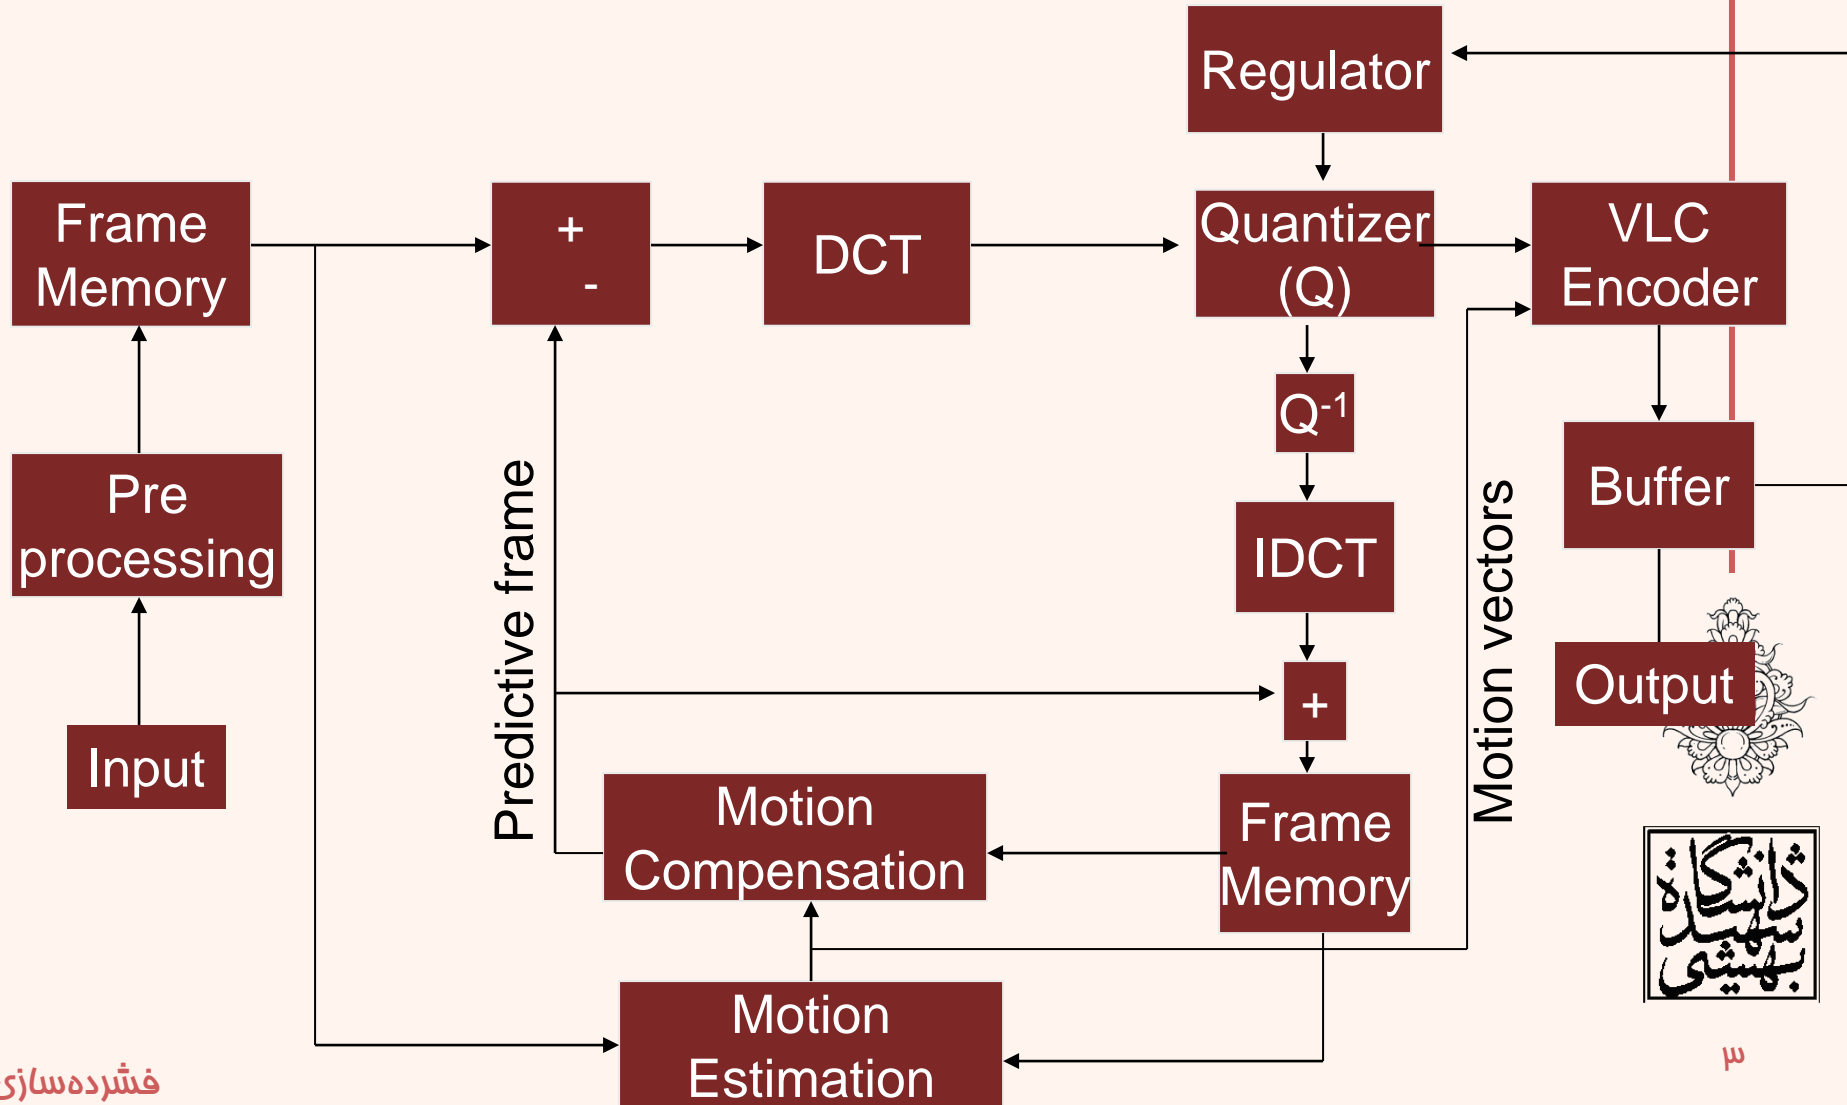 Regulator
Frame
Memory
+
-
DCT
Quantizer
(Q)
VLC
Encoder
Q-1
Pre
processing
Predictive frame
IDCT
Motion vectors
Buffer
+
Output
Input
Motion
Compensation
Frame
Memory
Motion
Estimation
دانشگاه
شهید
بهشتی
فشرده‌سازی
۳